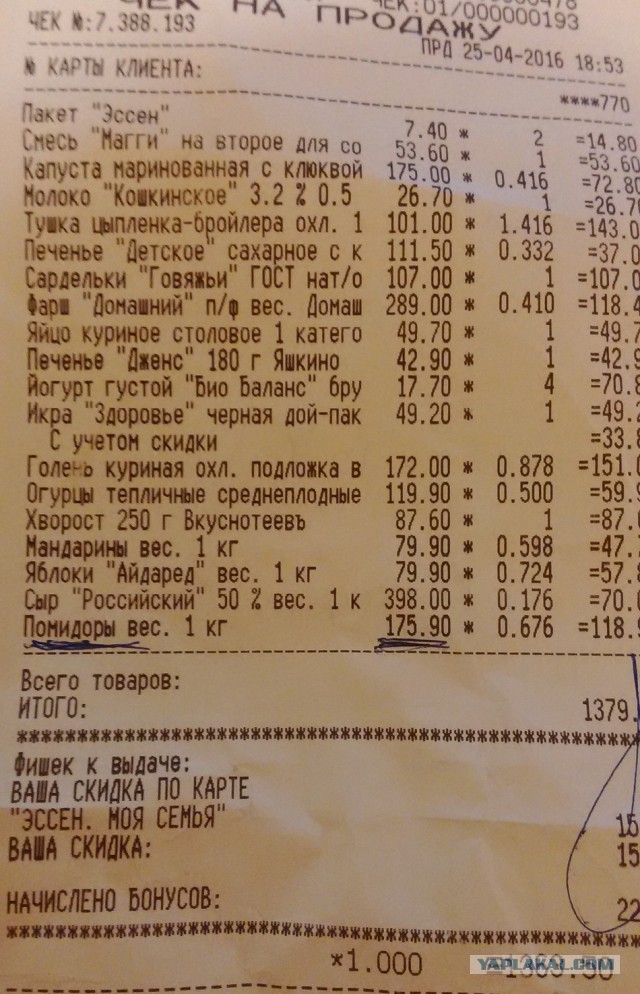 ЧЕК НА ПРОДАЖУ
ЧЕК:01/000000193
ЧЕК №:7.388.193
ПРД 25-04-2016 18:53
№ КАРТЫ КЛИЕНТА:
****770
Пакет "Эссен" 7.40 * 2 =14.80
Смесь "Магги" на второе для со 53.60 * 1 =53.60
Капуста маринованная с клюквой 175.00 * 0.416 =72.80
Молоко "Кошкинское" 3.2 % 0.5 26.70 * 1 =26.70
Тушка цыпленка-бройлера охл. 1 101.00 * 1.416 =143.0
Печенье "Детское" сахарное с к 111.50 * 0.332 =37.0
Сардельки "Говяжьи" ГОСТ нат/о 107.00 * 1 =107.0
Фарш "Домашний" п/ф вес. Домаш 289.00 * 0.410 =118.4
Яйцо куриное столовое 1 катего 49.70 * 1 =49.7
Печенье "Дженс" 180 г Яшкино 42.90 * 1 =42.9
Йогурт густой "Био Баланс" бру 17.70 * 4 =70.8
Икра "Здоровье" черная дой-пак 49.20 * 1 =49.2
С учетом скидки =33.8
Голень куриная охл. подложка в 172.00 * 0.878 =151.0
Огурцы тепличные среднеплодные 119.90 * 0.500 =59.9
Хворост 250 г Вкуснотеевъ 87.60 * 1 =87.6
Мандарины вес. 1 кг 79.90 * 0.598 =47.7
Яблоки "Айдаред" вес. 1 кг 79.90 * 0.724 =57.8
Сыр "Российский" 50 % вес. 1 к 398.00 * 0.176 =70.0
Помидоры вес. 1 кг 175.90 * 0.676 =118.9
Всего товаров:
ИТОГО: 1379.
Фишек к выдаче:
ВАША СКИДКА ПО КАРТЕ
"ЭССЕН. МОЯ СЕМЬЯ" 15
ВАША СКИДКА: 15
НАЧИСЛЕНО БОНУСОВ: 22
*1.000
YAPLAKAL.COM